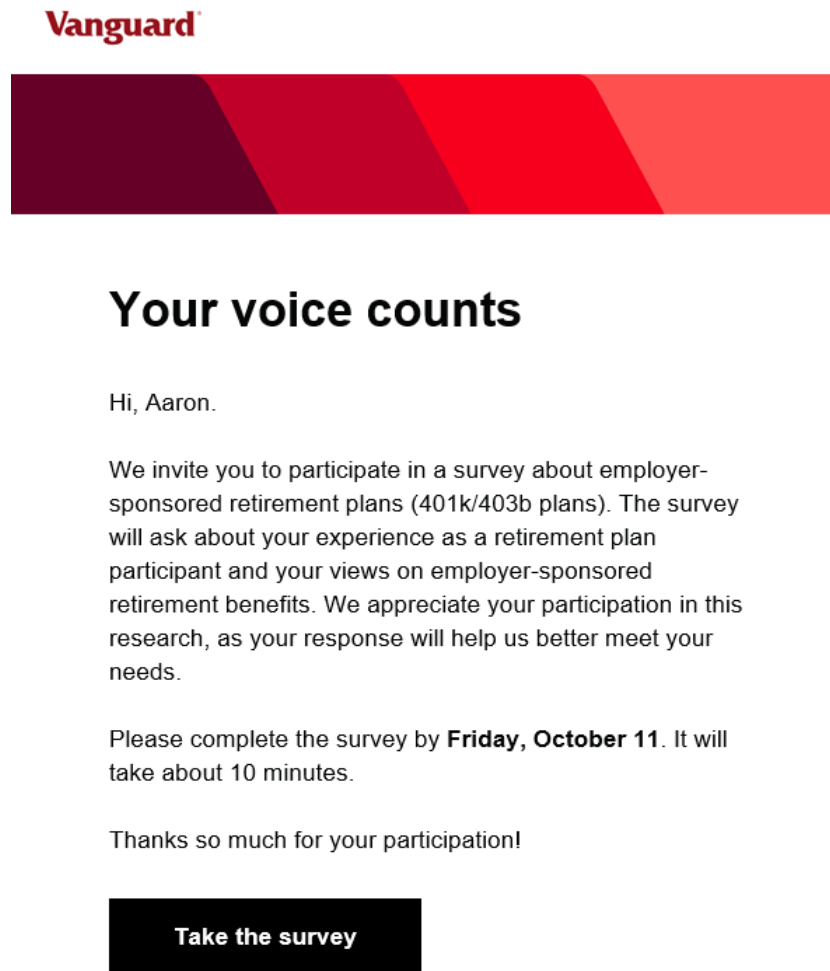 Vanguard
Your voice counts
Hi, Aaron.
We invite you to participate in a survey about employer-
sponsored retirement plans (401k/403b plans). The survey
will ask about your experience as a retirement plan
participant and your views on employer-sponsored
retirement benefits. We appreciate your participation in this
research, as your response will help us better meet your
needs.
Please complete the survey by Friday, October 11. It will
take about 10 minutes.
Thanks so much for your participation!
Take the survey